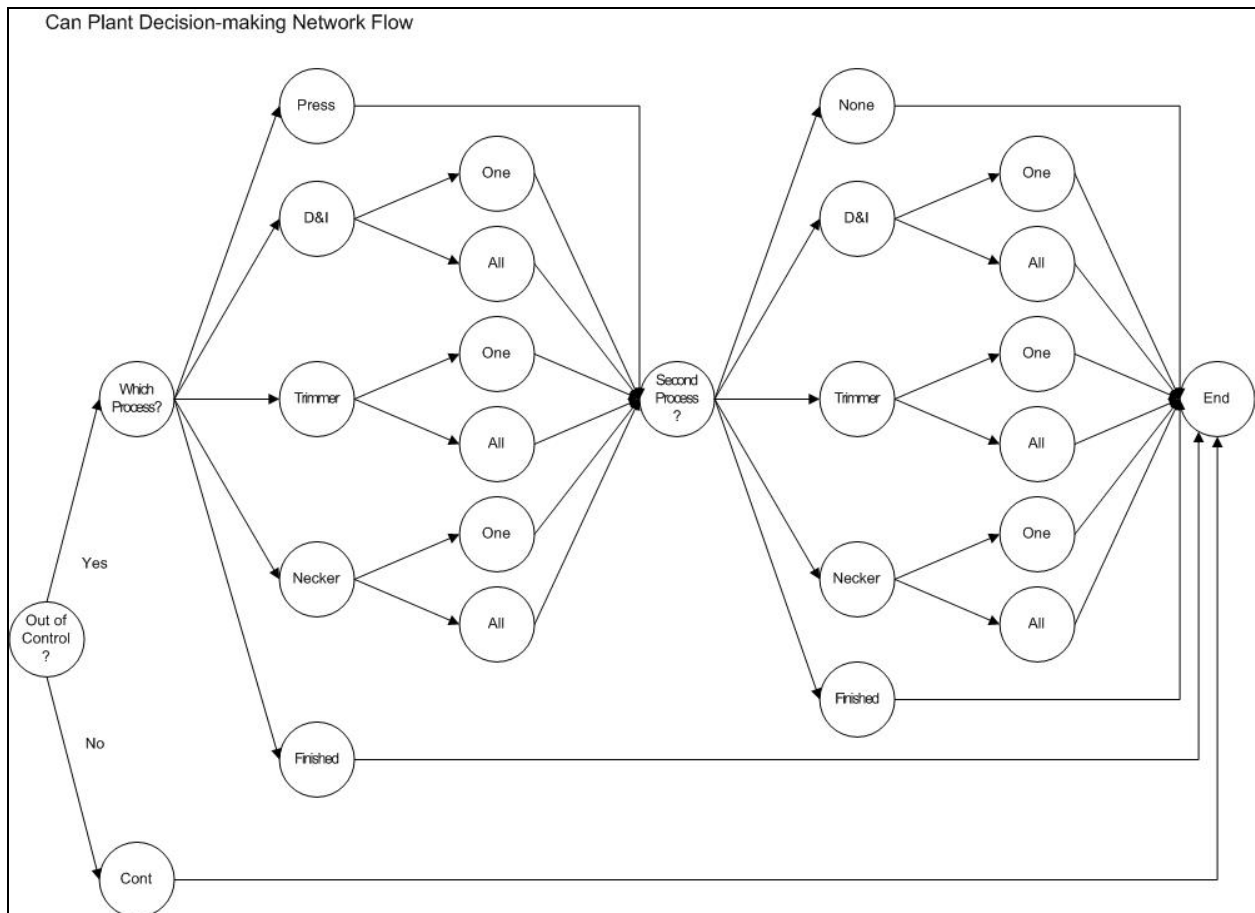 Can Plant Decision-making Network Flow
Press
None
One
One
D&I
D&I
All
All
One
One
Which
Process?
Trimmer
Second
Process
?
Trimmer
End
All
All
One
One
Yes
Necker
Necker
Out of
Control
?
All
All
Finished
No
Finished
Cont